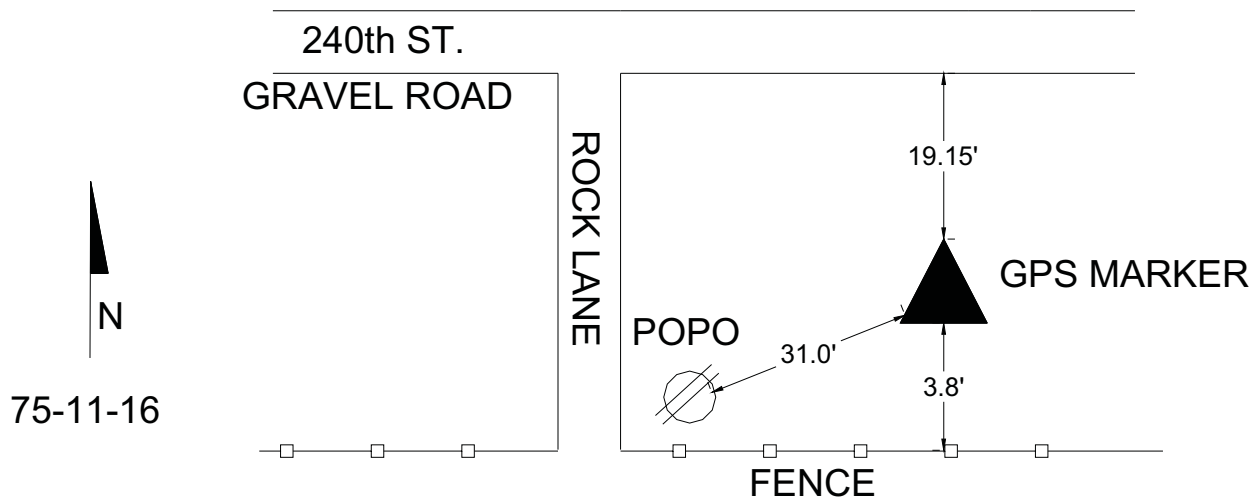 240th ST.
GRAVEL ROAD
ROCK LANE
19.15'
GPS MARKER
N
POPO
31.0'
3.8'
75-11-16
FENCE